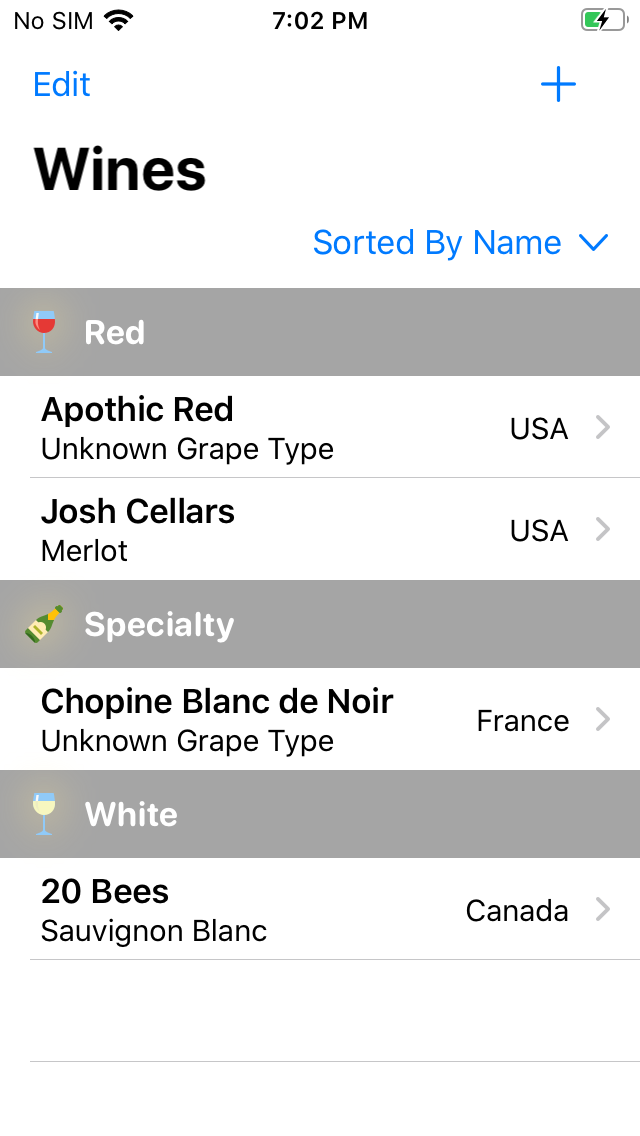 No SIM 7:02 PM
Edit
Wines
Sorted By Name
Red
Apothic Red
Unknown Grape Type
USA
Josh Cellars
Merlot
USA
Specialty
Chopine Blanc de Noir
Unknown Grape Type
France
White
20 Bees
Sauvignon Blanc
Canada